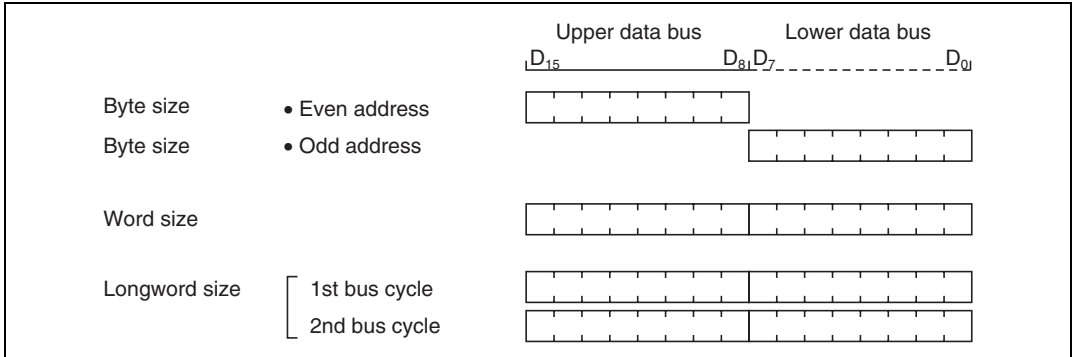 Upper data bus Lower data bus
D15 D8 D7 D0
Byte size • Even address
Byte size • Odd address
Word size
Longword size 1st bus cycle
2nd bus cycle